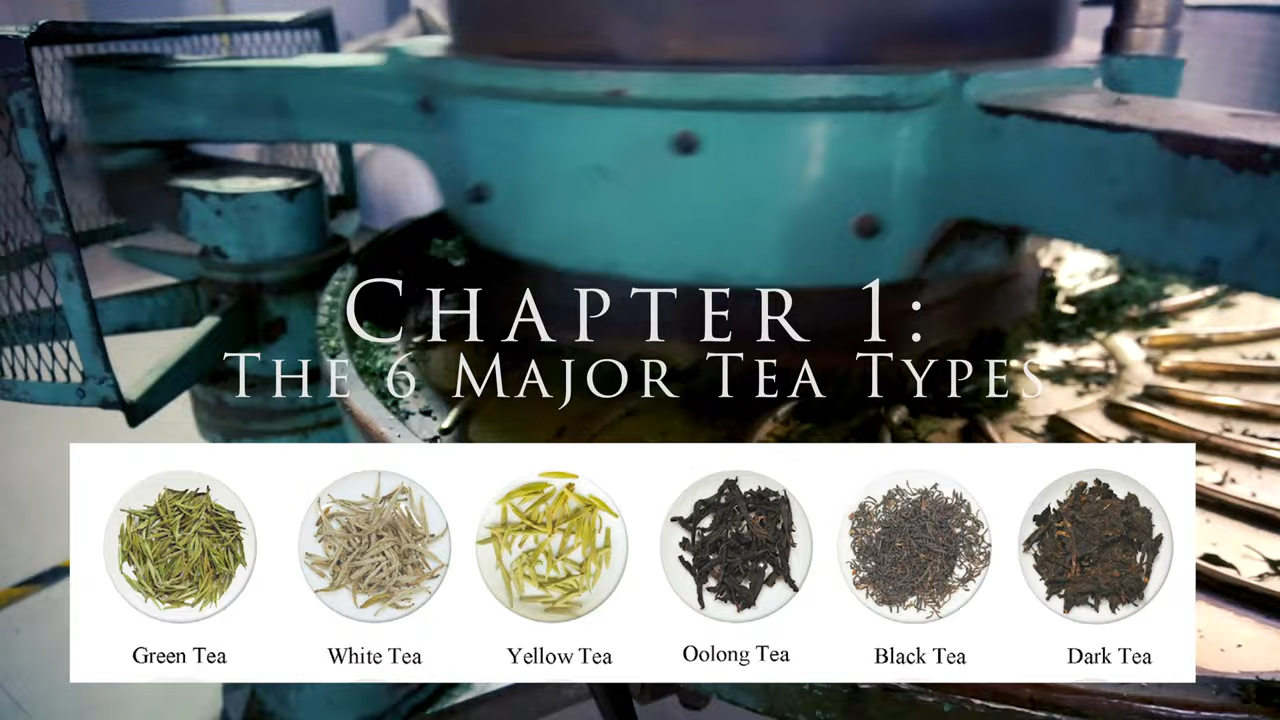 Chapter 1:
The 6 Major Tea Types
Green Tea
White Tea
Yellow Tea
Oolong Tea
Black Tea
Dark Tea